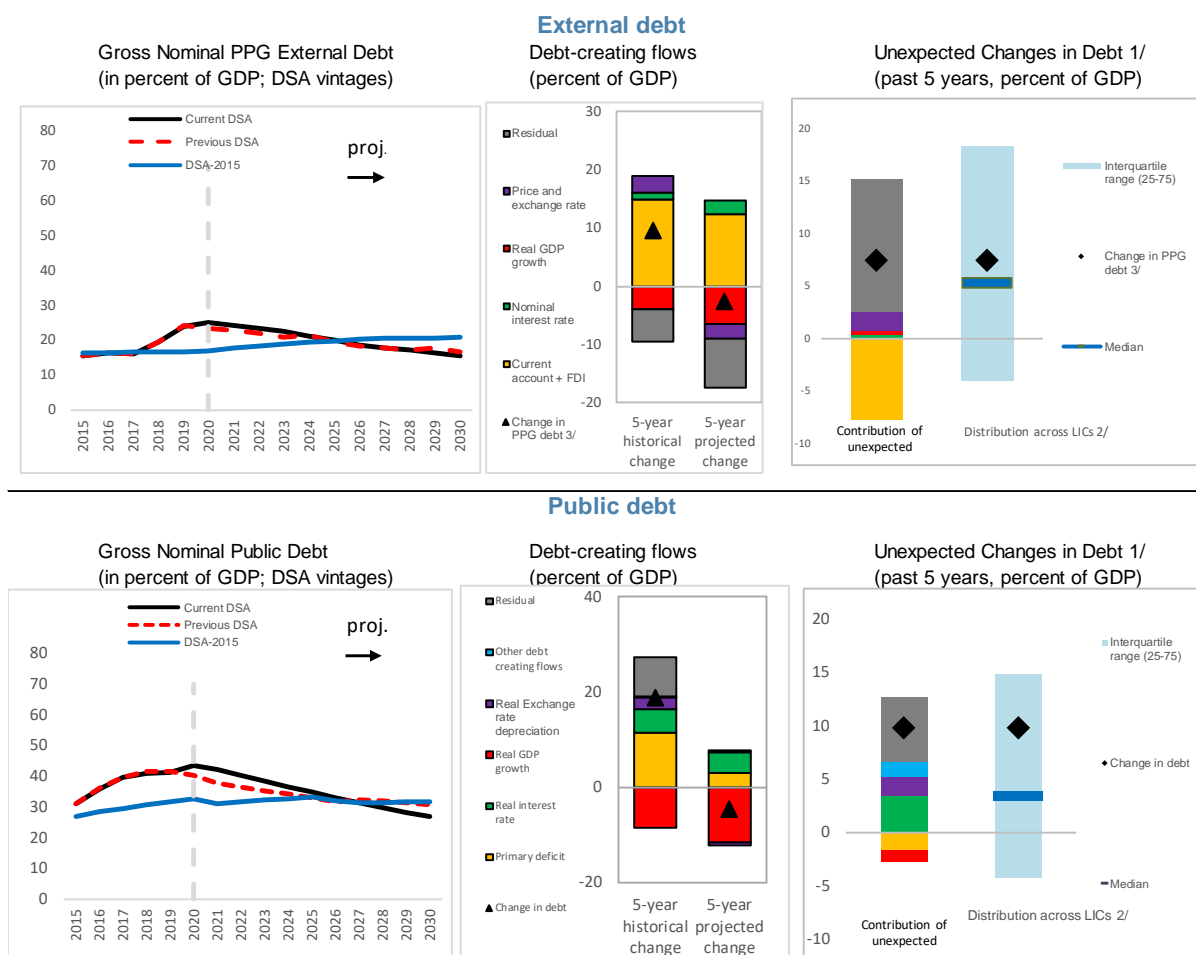 External debt
Gross Nominal PPG External Debt
(in percent of GDP; DSA vintages)
Current DSA
Previous DSA
DSA-2015
proj.
80
70
60
50
40
30
20
10
0
2015
2016
2017
2018
2019
2020
2021
2022
2023
2024
2025
2026
2027
2028
2029
2030
Debt-creating flows
(percent of GDP)
30
20
10
0
-10
-20
Residual
Price and
exchange rate
Real GDP
growth
Nominal
interest rate
Current
account + FDI
Change in
PPG debt 3/
5-year
historical
change
5-year
projected
change
Unexpected Changes in Debt 1/
(past 5 years, percent of GDP)
20
15
10
5
0
-5
-10
Interquartile
range (25-75)
Change in PPG
debt 3/
Median
Contribution of
unexpected
Distribution across LICs 2/
Public debt
Gross Nominal Public Debt
(in percent of GDP; DSA vintages)
Current DSA
Previous DSA
DSA-2015
proj.
80
70
60
50
40
30
20
10
0
2015
2016
2017
2018
2019
2020
2021
2022
2023
2024
2025
2026
2027
2028
2029
2030
Debt-creating flows
(percent of GDP)
40
20
0
-20
Residual
Other debt
creating flows
Real Exchange
rate
depreciation
Real GDP
growth
Real interest
rate
Primary deficit
Change in debt
5-year
historical
change
5-year
projected
change
Unexpected Changes in Debt 1/
(past 5 years, percent of GDP)
20
15
10
5
0
-5
-10
Interquartile
range (25-75)
Change in debt
Median
Contribution of
unexpected
Distribution across LICs 2/